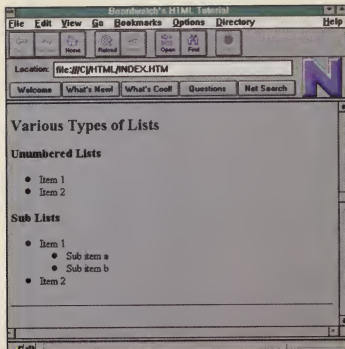 Boardwatch's HTML Tutorial
File Edit View Go Bookmarks Options Directory Help
Home Reload Open Find
Location: file:///C|/HTML/INDEX.HTM
Welcome What's New! What's Cool! Questions Net Search
N
Various Types of Lists
Unumbered Lists
Item 1
Item 2
Sub Lists
Item 1
Sub item a
Sub item b
Item 2